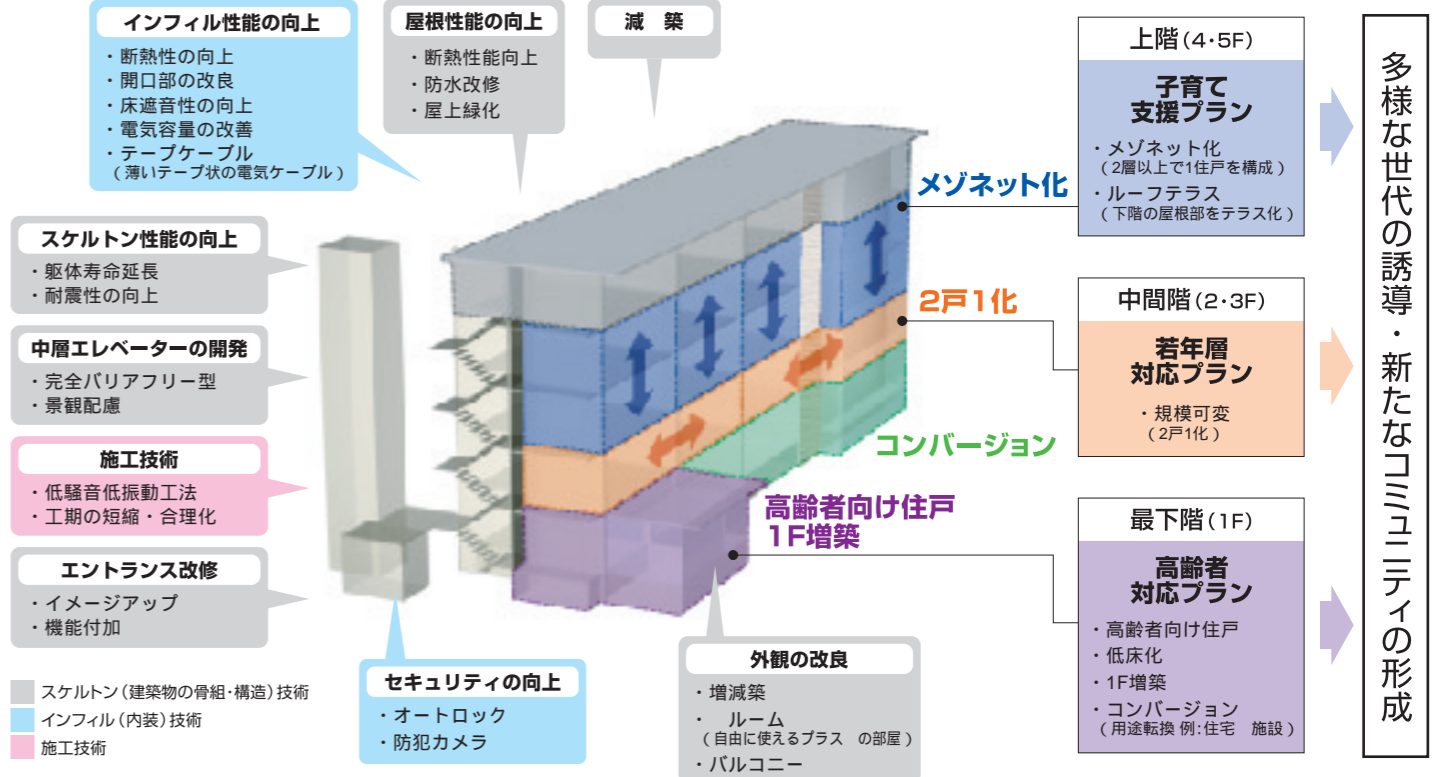 インフィル性能の向上
・断熱性の向上
・開口部の改良
・床遮音性の向上
・電気容量の改善
・テープケーブル
（薄いテープ状の電気ケーブル）
屋根性能の向上
・断熱性能向上
・防水改修
・屋上緑化
減 築
スケルトン性能の向上
・躯体寿命延長
・耐震性の向上
中層エレベーターの開発
・完全バリアフリー型
・景観配慮
施工技術
・低騒音低振動工法
・工期の短縮・合理化
エントランス改修
・イメージアップ
・機能付加
スケルトン（建築物の骨組・構造）技術
インフィル（内装）技術
施工技術
セキュリティの向上
・オートロック
・防犯カメラ
外観の改良
・増減築
・ ルーム
（自由に使えるプラス の部屋）
・バルコニー
メゾネット化
2戸1化
コンバージョン
高齢者向け住戸
1F増築
上階（4・5F）
子育て
支援プラン
・メゾネット化
（2層以上で1住戸を構成）
・ルーフテラス
（下階の屋根部をテラス化）
中間階（2・3F）
若年層
対応プラン
・規模可変
（2戸1化）
最下階（1F）
高齢者
対応プラン
・高齢者向け住戸
・低床化
・1F増築
・コンバージョン
（用途転換 例:住宅 施設）
多様な世代の誘導・新たなコミュニティの形成